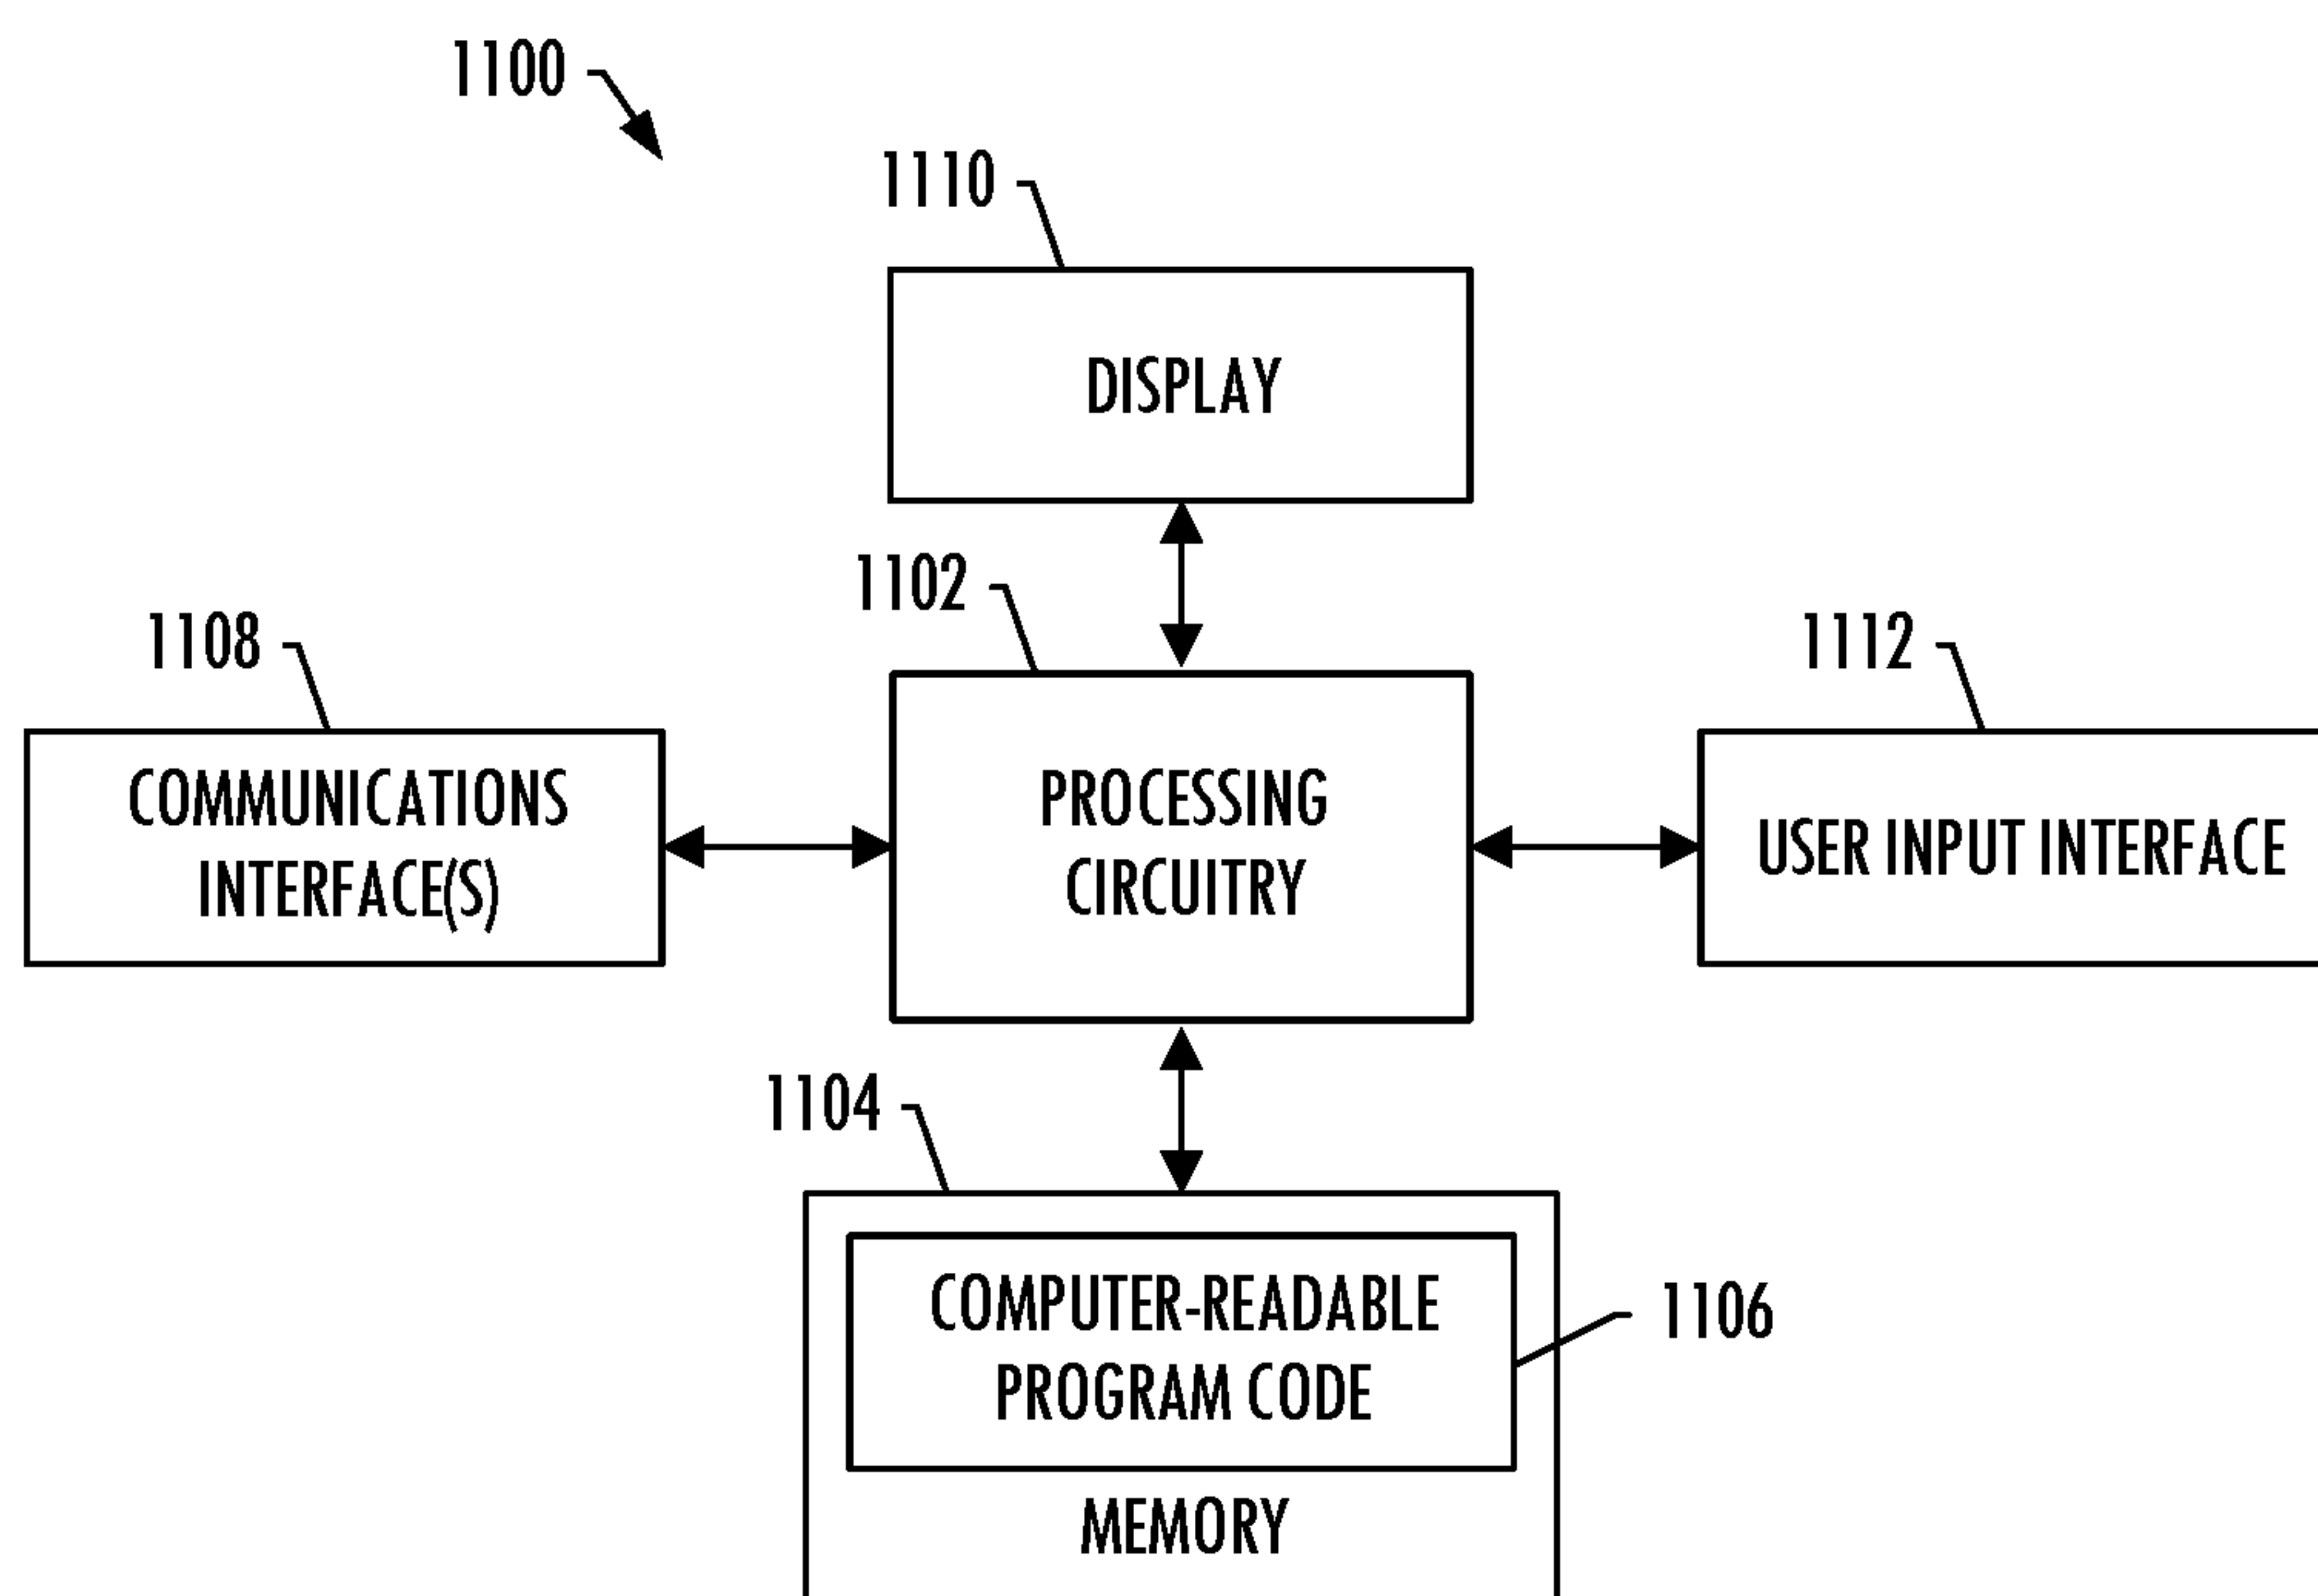 1100
1110
DISPLAY
1102
1108
1112
COMMUNICATIONS
INTERFACE(S)
PROCESSING
CIRCUITRY
USER INPUT INTERFACE
1104
COMPUTER-READABLE
PROGRAM CODE
1106
MEMORY